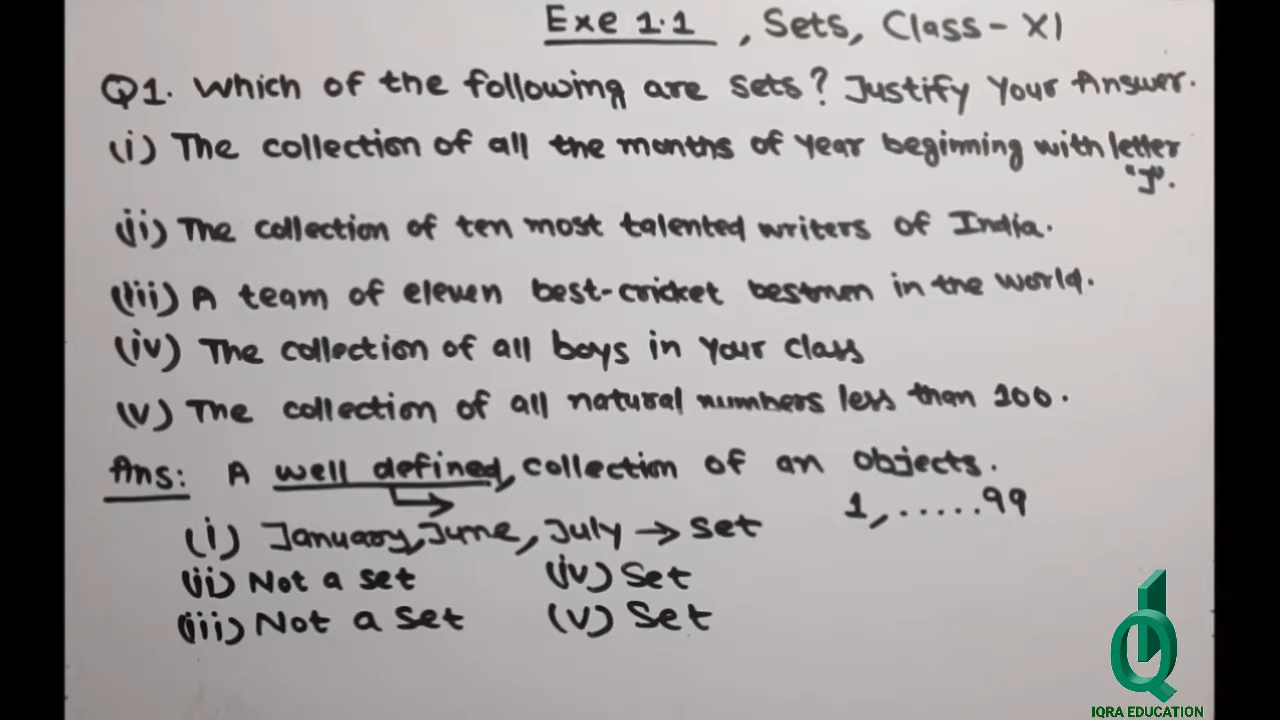 Exe 1.1, Sets, Class - XI
Q1. Which of the following are sets? Justify Your Answer.
(i) The collection of all the months of year beginning with letter
"J".
(ii) The collection of ten most talented writers of India.
(iii) A team of eleven best-cricket bestmen in the world.
(iv) The collection of all boys in your class
(v) The collection of all natural numbers less than 100.
Ans: A well defined, collection of an objects.
1, .....99
(i) January, June, July → Set
(ii) Not a set (iv) Set
(iii) Not a set (v) Set
IQRA EDUCATION